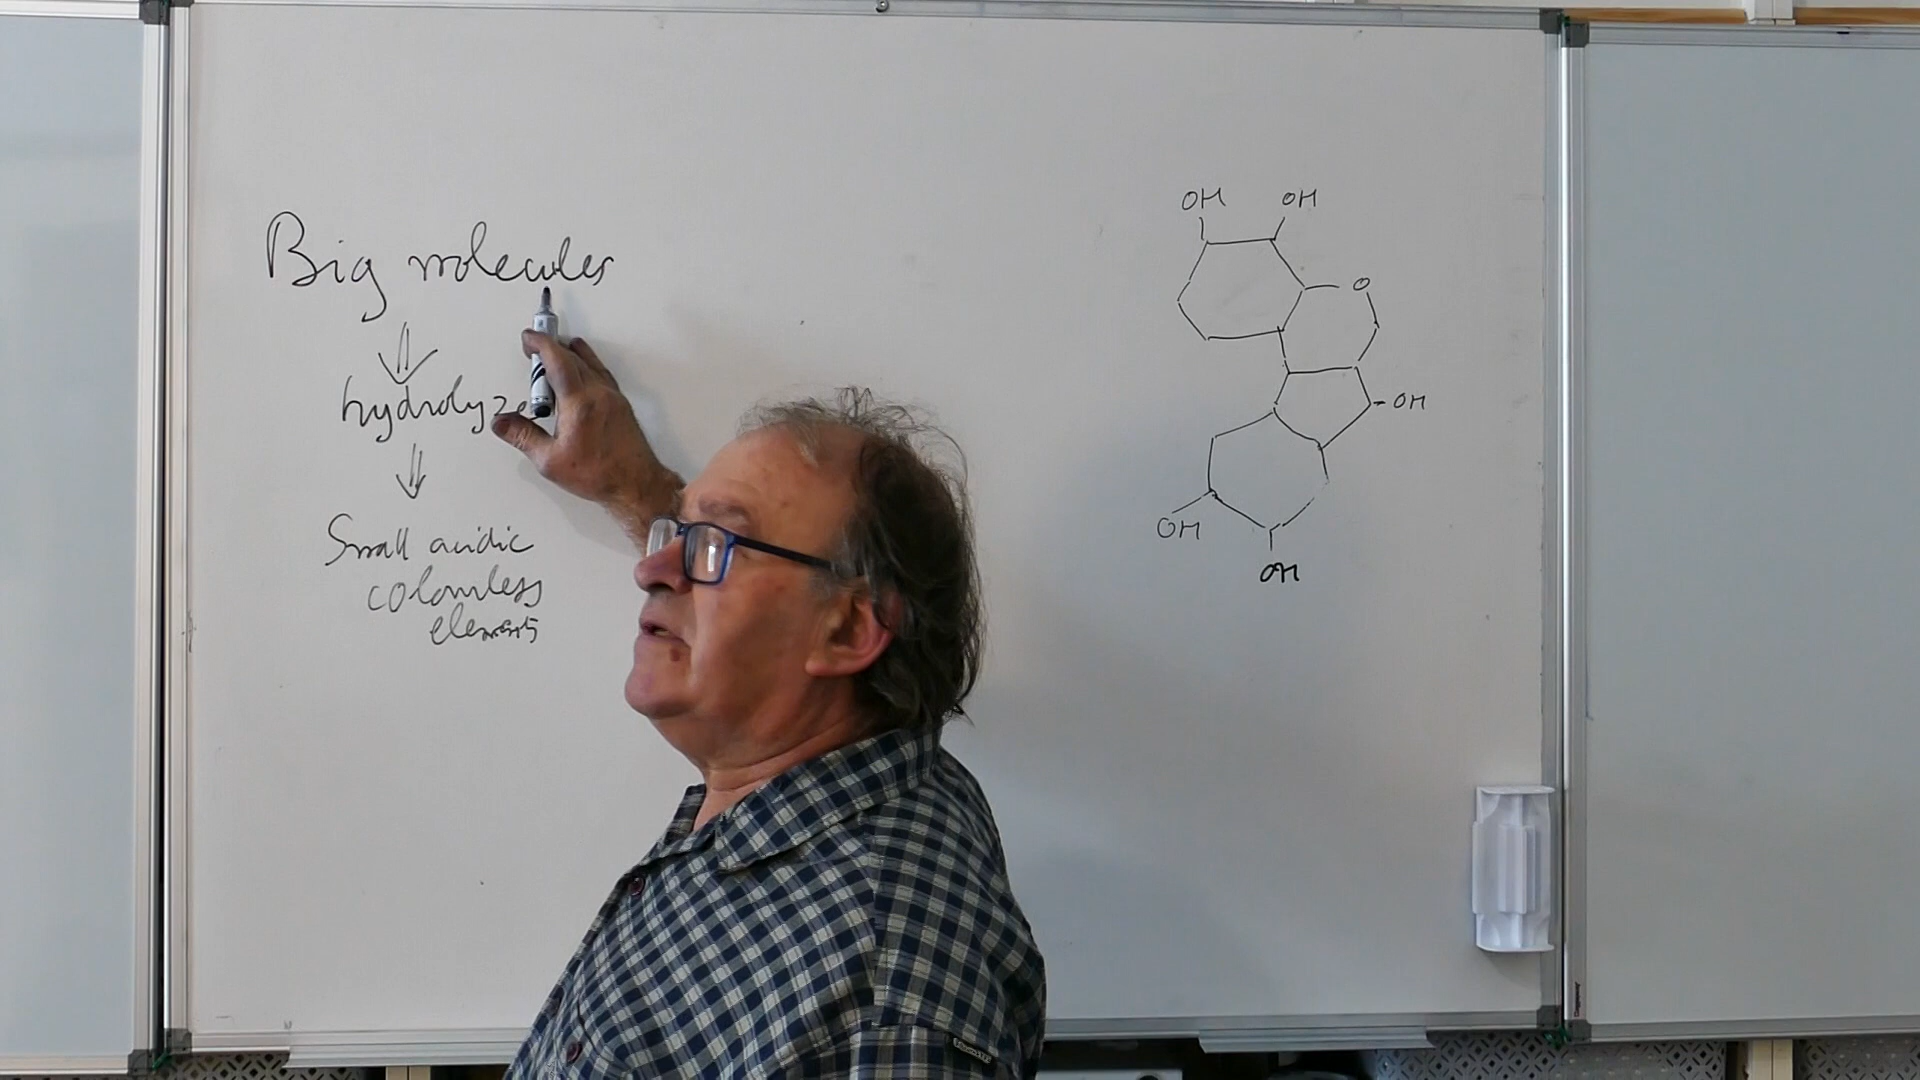 Big molecules
⇓
hydrolyze
⇓
Small acidic
colourless
elements
OH OH
O
OH
OH
OH